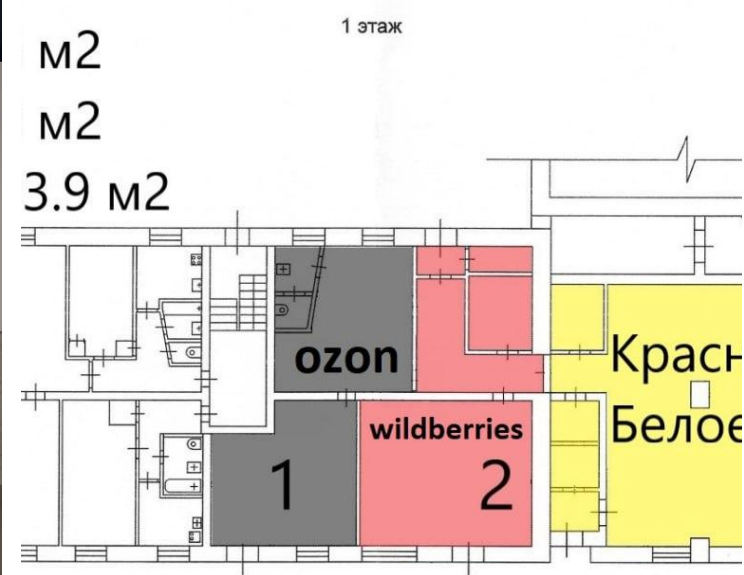 1 этаж
м2
м2
3.9 м2
ozon
Красн
Белое
wildberries
1
2